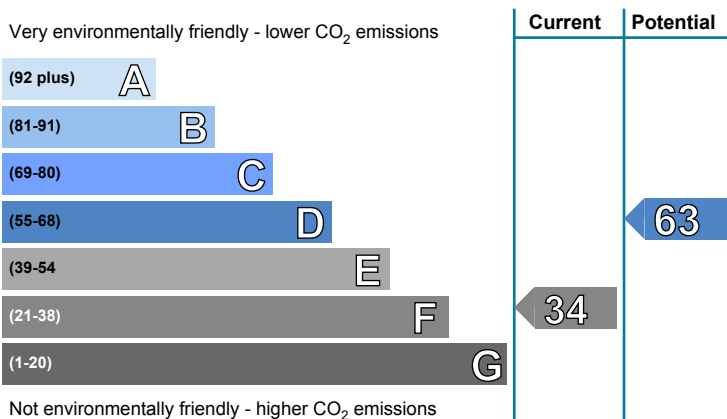 Very environmentally friendly - lower CO2 emissions
Current
Potential
(92 plus) A
(81-91) B
(69-80) C
(55-68) D
63
(39-54 E
(21-38) F
34
(1-20) G
Not environmentally friendly - higher CO2 emissions